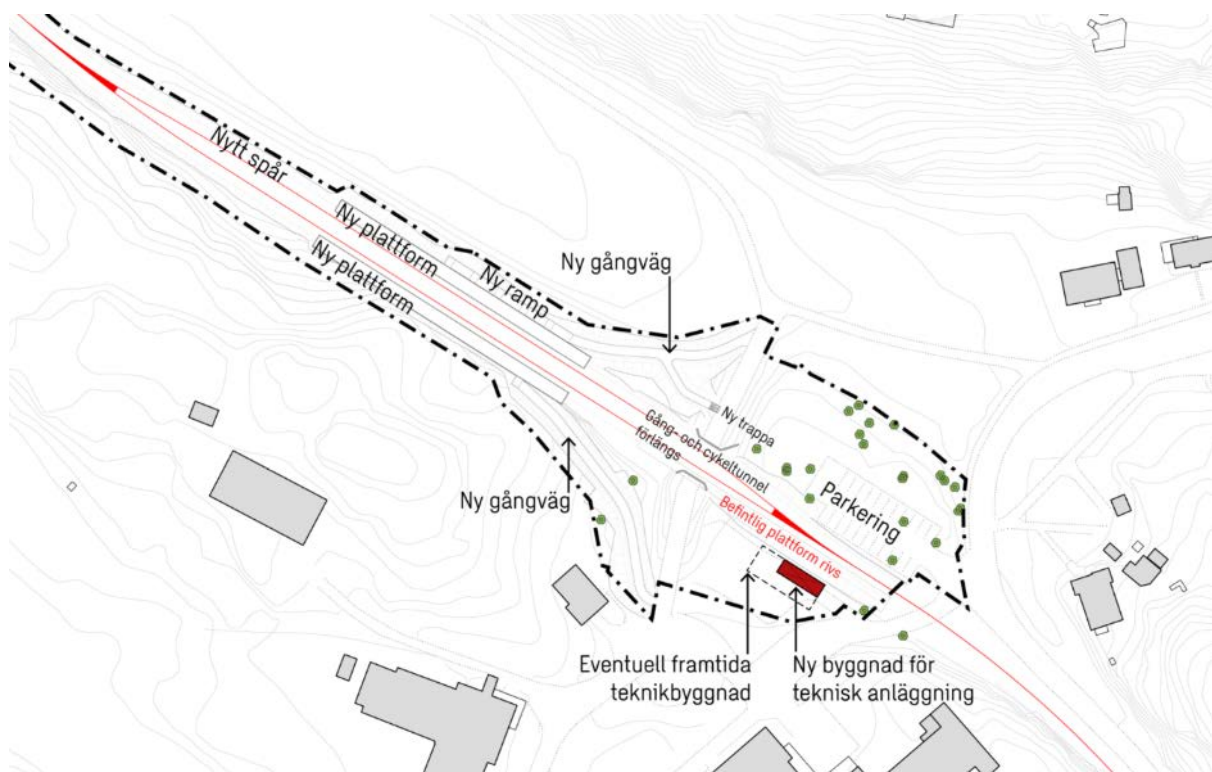 Nytt spår
Ny plattform
Ny plattform
Ny ramp
Ny gångväg
Ny gångväg
Ny trappa
Gång- och cykeltunnel
förlängs
Parkering
Befintlig plattform rivs
Eventuell framtida
teknikbyggnad
Ny byggnad för
teknisk anläggning